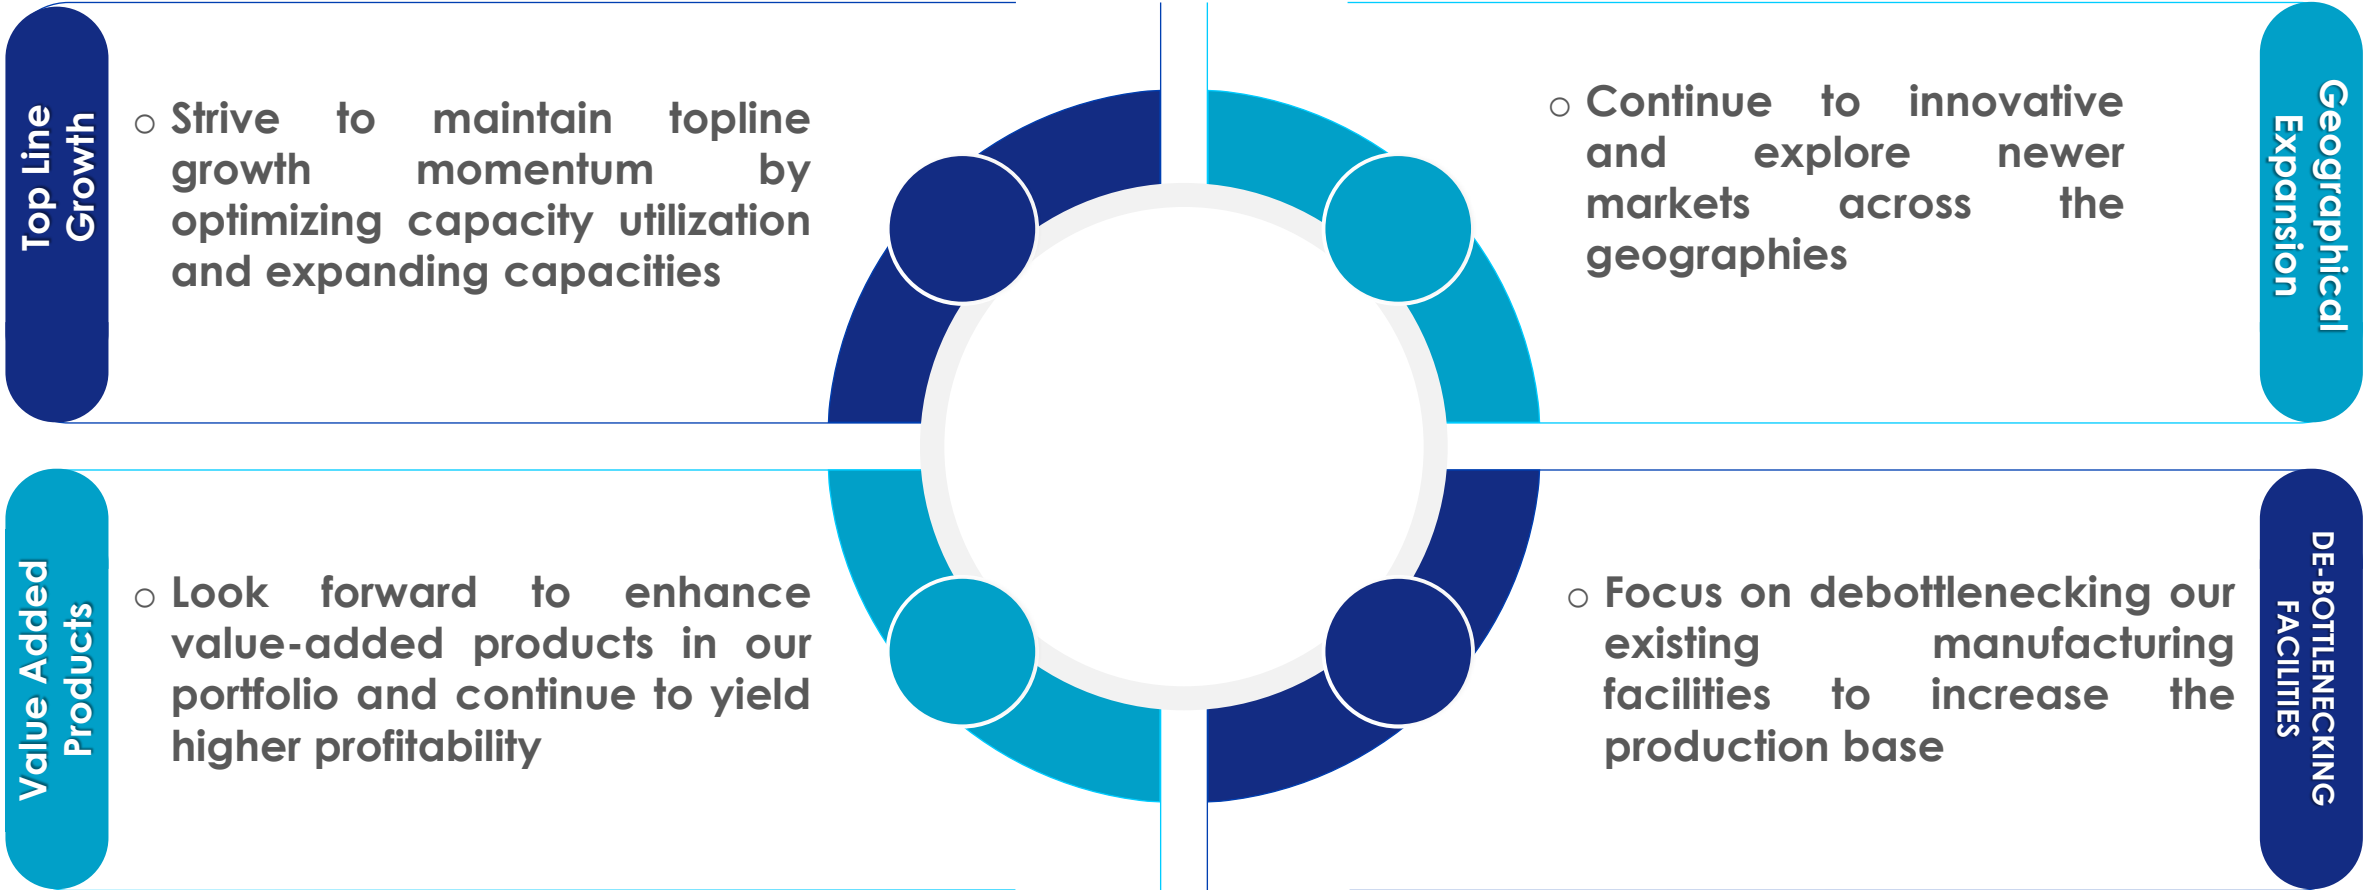 Top Line
Growth
Strive to maintain topline
growth momentum by
optimizing capacity utilization
and expanding capacities
Continue to innovative
and explore newer
markets across the
geographies
Geographical
Expansion
Value Added
Products
Look forward to enhance
value-added products in our
portfolio and continue to yield
higher profitability
Focus on debottlenecking our
existing manufacturing
facilities to increase the
production base
DE-BOTTLENECKING
FACILITIES